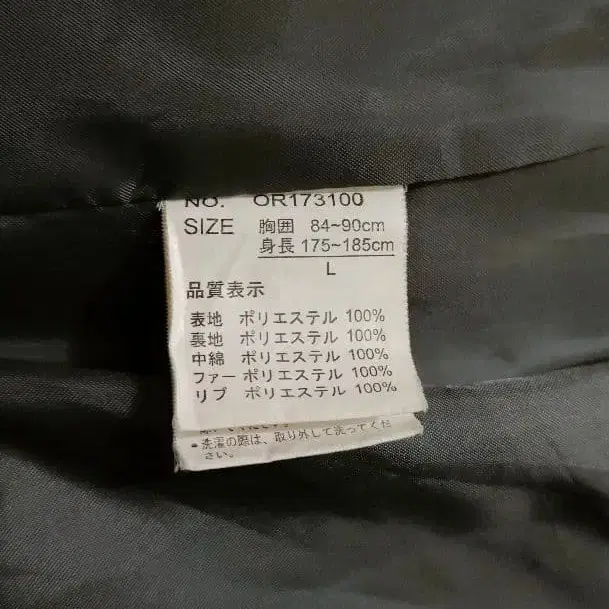 NO. OR173100
SIZE 胸囲 84~90cm
身長 175~185cm
L
品質表示
表地 ポリエステル 100%
裏地 ポリエステル 100%
中綿 ポリエステル 100%
ファー ポリエステル 100%
リブ ポリエステル 100%
•洗濯の際は、取り外して洗ってくだ
さい。